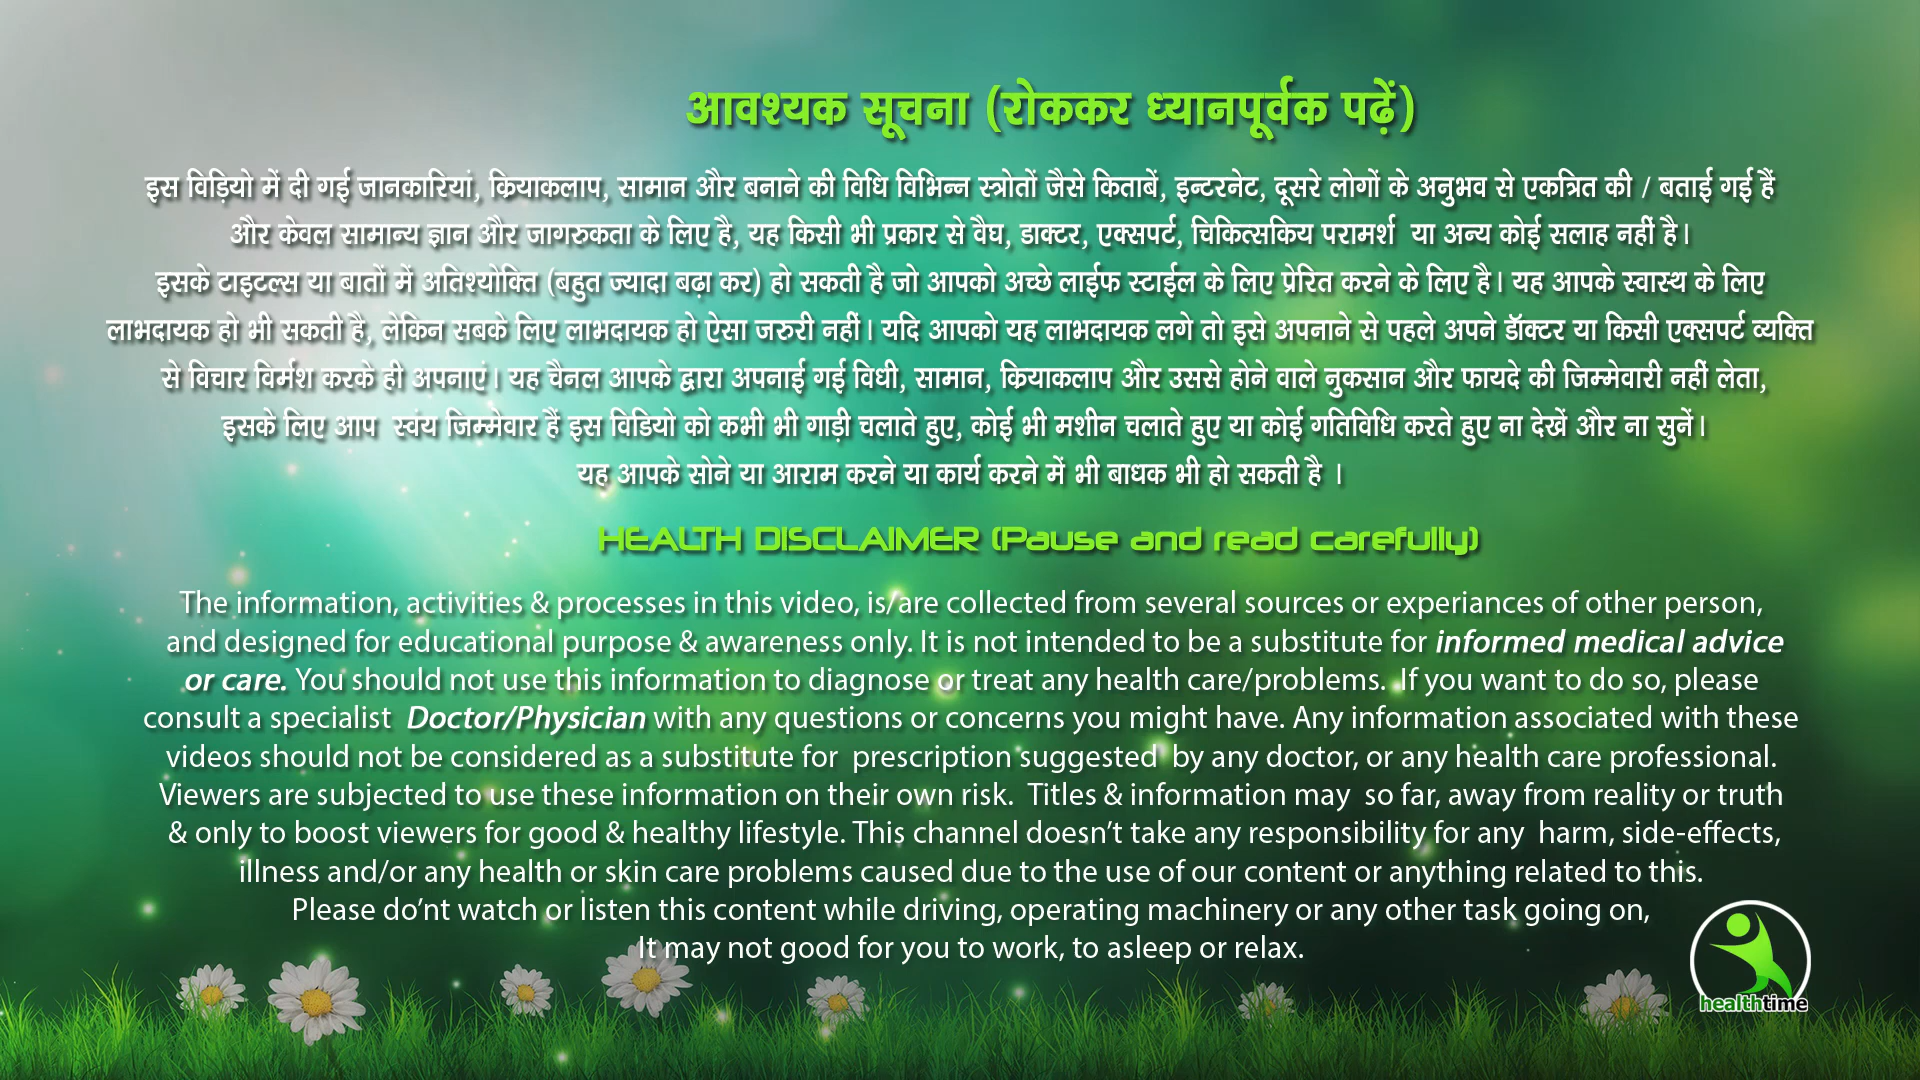 आवश्यक सूचना (रोककर ध्यानपूर्वक पढ़ें)
इस विड़ियो में दी गई जानकारियां, क्रियाकलाप, सामान और बनाने की विधि विभिन्न स्त्रोतों जैसे किताबें, इन्टरनेट, दूसरे लोगों के अनुभव से एकत्रित की / बताई गई हैं
और केवल सामान्य ज्ञान और जागरुकता के लिए है, यह किसी भी प्रकार से वैघ, डाक्टर, एक्सपर्ट, चिकित्सकिय परामर्श या अन्य कोई सलाह नहीं है।
इसके टाइटल्स या बातों में अतिश्योक्ति (बहुत ज्यादा बढ़ा कर) हो सकती है जो आपको अच्छे लाईफ स्टाईल के लिए प्रेरित करने के लिए है। यह आपके स्वास्थ के लिए
लाभदायक हो भी सकती है, लेकिन सबके लिए लाभदायक हो ऐसा जरुरी नहीं। यदि आपको यह लाभदायक लगे तो इसे अपनाने से पहले अपने डॉक्टर या किसी एक्सपर्ट व्यक्ति
से विचार विर्मश करके ही अपनाएं। यह चैनल आपके द्वारा अपनाई गई विधी, सामान, क्रियाकलाप और उससे होने वाले नुकसान और फायदे की जिम्मेवारी नहीं लेता,
इसके लिए आप स्वंय जिम्मेवार हैं इस विडियो को कभी भी गाड़ी चलाते हुए, कोई भी मशीन चलाते हुए या कोई गतिविधि करते हुए ना देखें और ना सुनें।
यह आपके सोने या आराम करने या कार्य करने में भी बाधक भी हो सकती है ।
HEALTH DISCLAIMER (Pause and read carefully)
The information, activities & processes in this video, is/are collected from several sources or experiances of other person,
and designed for educational purpose & awareness only. It is not intended to be a substitute for informed medical advice
or care. You should not use this information to diagnose or treat any health care/problems. If you want to do so, please
consult a specialist Doctor/Physician with any questions or concerns you might have. Any information associated with these
videos should not be considered as a substitute for prescription suggested by any doctor, or any health care professional.
Viewers are subjected to use these information on their own risk. Titles & information may so far, away from reality or truth
& only to boost viewers for good & healthy lifestyle. This channel doesn't take any responsibility for any harm, side-effects,
illness and/or any health or skin care problems caused due to the use of our content or anything related to this.
Please do'nt watch or listen this content while driving, operating machinery or any other task going on,
It may not good for you to work, to asleep or relax.
healthtime